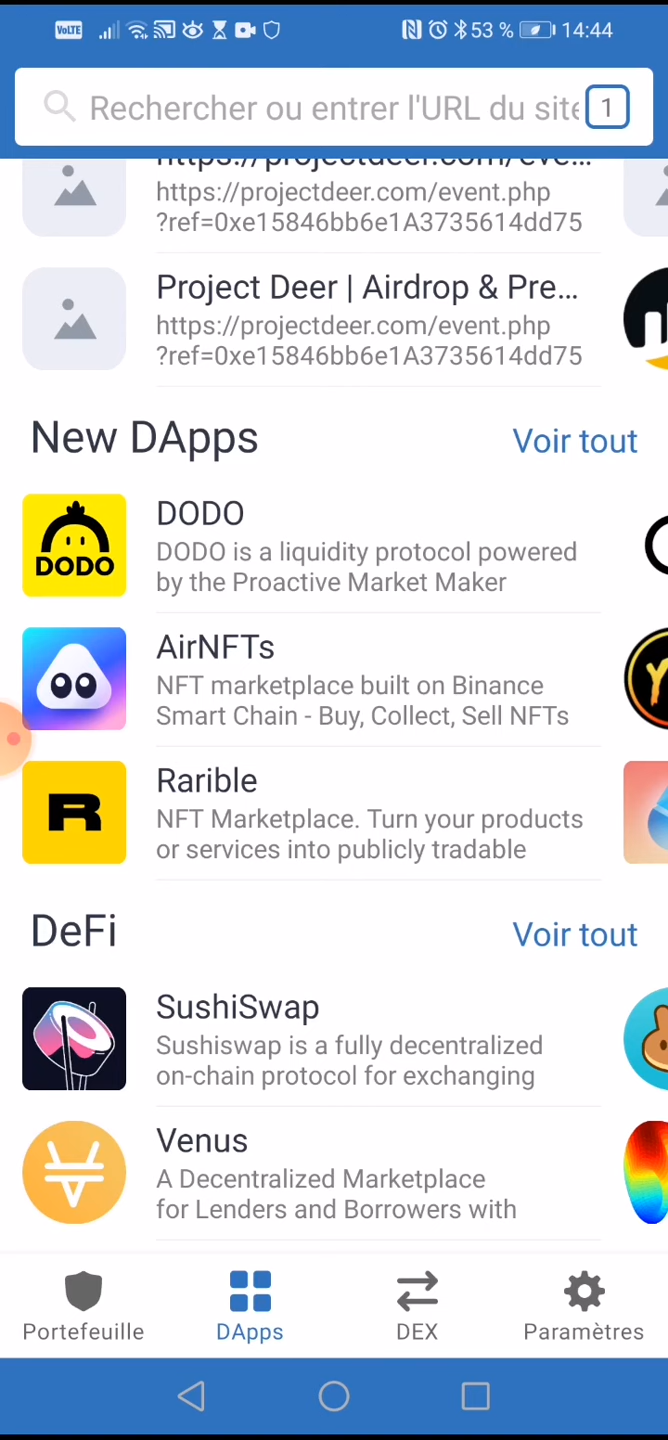 VoLTE 53 % 14:44
Rechercher ou entrer l'URL du site 1
https://projectdeer.com/eve...
https://projectdeer.com/event.php
?ref=0xe15846bb6e1A3735614dd75
Project Deer | Airdrop & Pre...
https://projectdeer.com/event.php
?ref=0xe15846bb6e1A3735614dd75
New DApps Voir tout
DODO
DODO is a liquidity protocol powered
DODO
by the Proactive Market Maker
AirNFTs
NFT marketplace built on Binance
Smart Chain - Buy, Collect, Sell NFTs
Rarible
R
NFT Marketplace. Turn your products
or services into publicly tradable
DeFi Voir tout
SushiSwap
Sushiswap is a fully decentralized
on-chain protocol for exchanging
Venus
A Decentralized Marketplace
for Lenders and Borrowers with
Portefeuille DApps DEX Paramètres